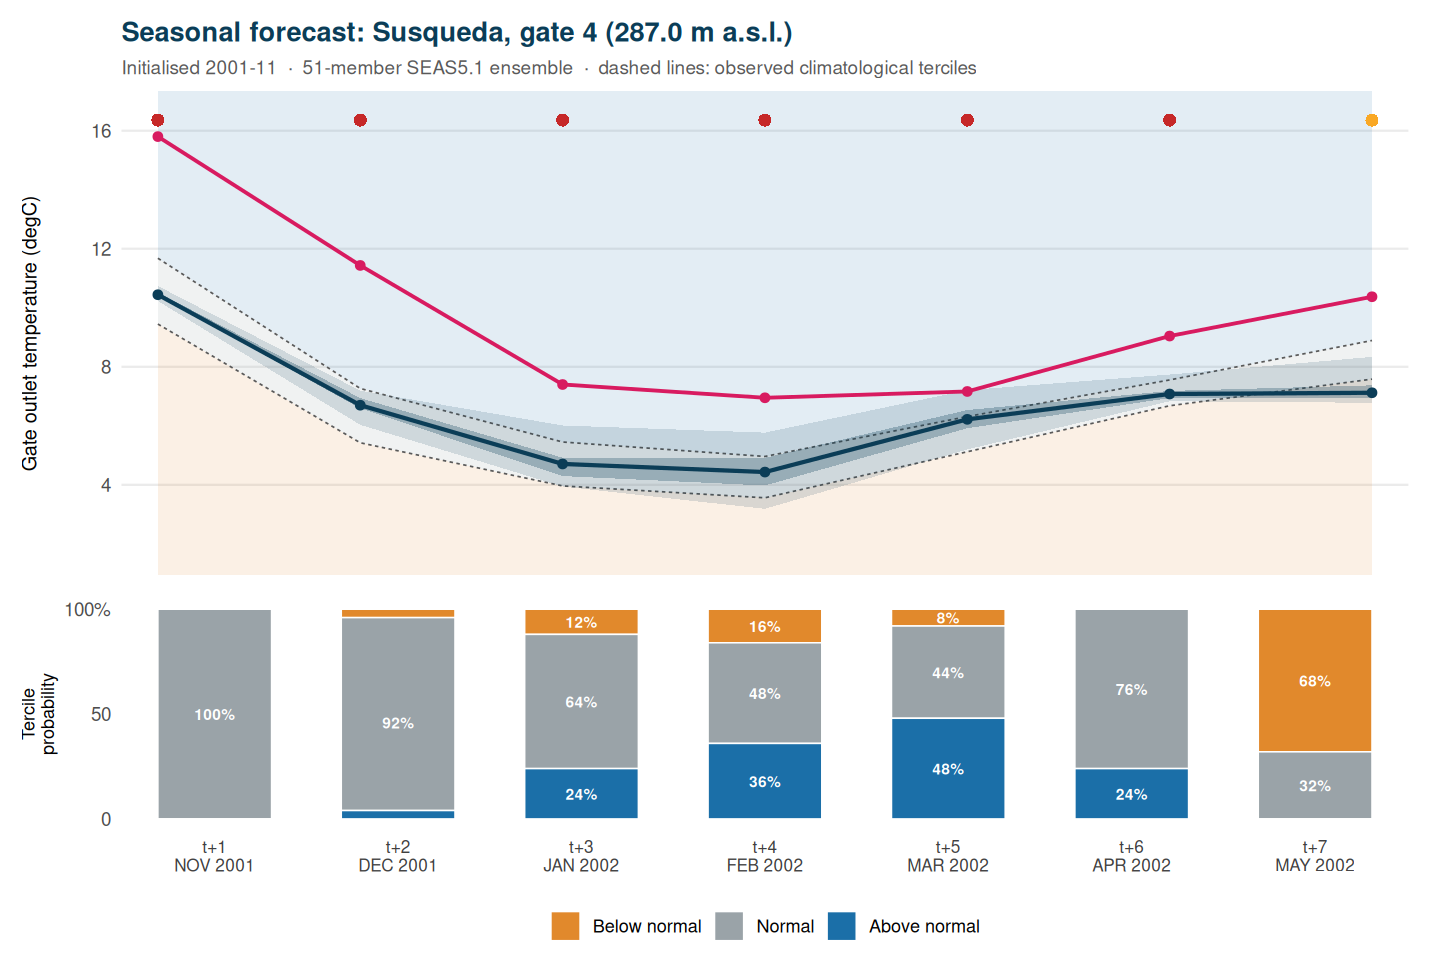 Seasonal forecast: Susqueda, gate 4 (287.0 m a.s.l.)
Initialised 2001-11 · 51-member SEAS5.1 ensemble · dashed lines: observed climatological terciles
Gate outlet temperature (degC)
16
12
8
4
Tercile
probability
100%
50
0
100%
92%
12%
64%
24%
16%
48%
36%
8%
44%
48%
76%
24%
68%
32%
t+1
NOV 2001
t+2
DEC 2001
t+3
JAN 2002
t+4
FEB 2002
t+5
MAR 2002
t+6
APR 2002
t+7
MAY 2002
Below normal
Normal
Above normal